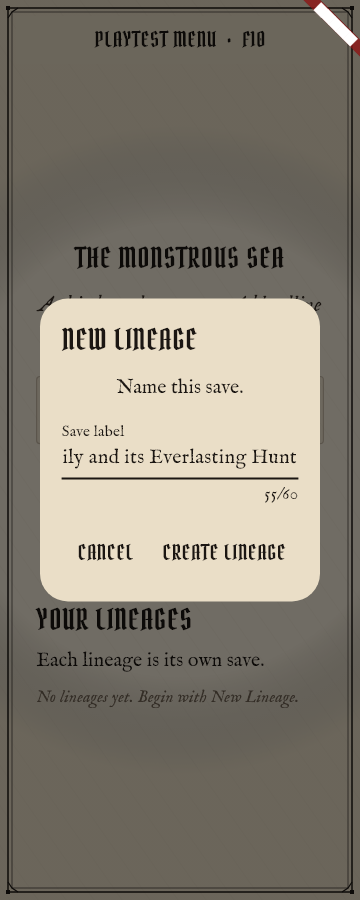 PLAYTEST MENU · F10
THE MONSTROUS SEA
NEW LINEAGE
Name this save.
Save label
ily and its Everlasting Hunt
55/60
CANCEL CREATE LINEAGE
YOUR LINEAGES
Each lineage is its own save.
No lineages yet. Begin with New Lineage.